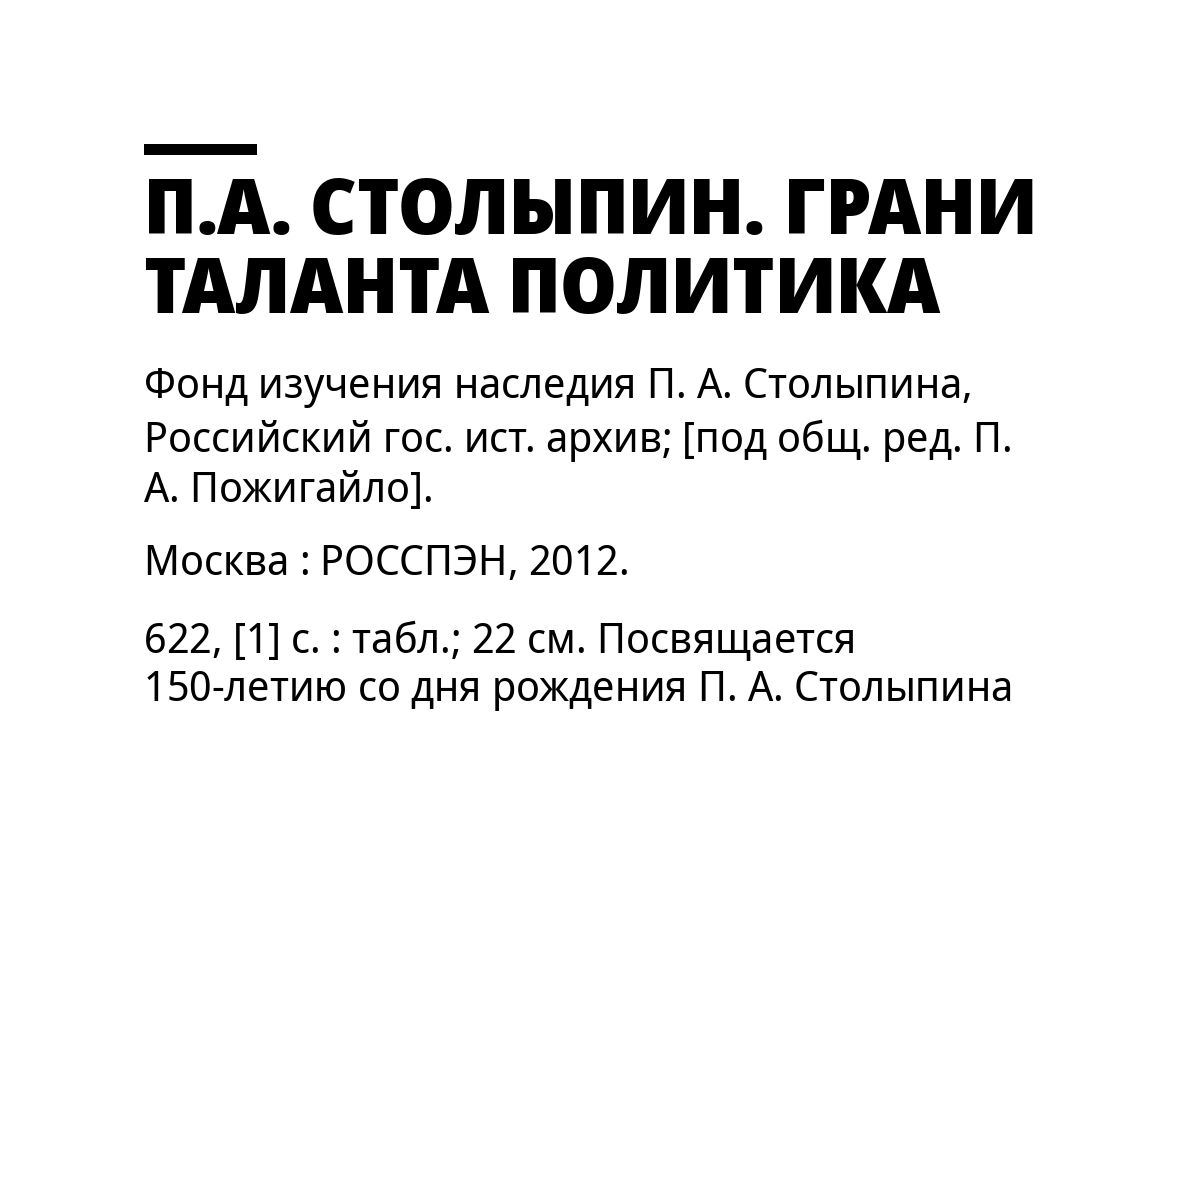 П.А. СТОЛЫПИН. ГРАНИ
ТАЛАНТА ПОЛИТИКА
Фонд изучения наследия П. А. Столыпина,
Российский гос. ист. архив; [под общ. ред. П.
А. Пожигайло].
Москва : РОССПЭН, 2012.
622, [1] с. : табл.; 22 см. Посвящается
150-летию со дня рождения П. А. Столыпина